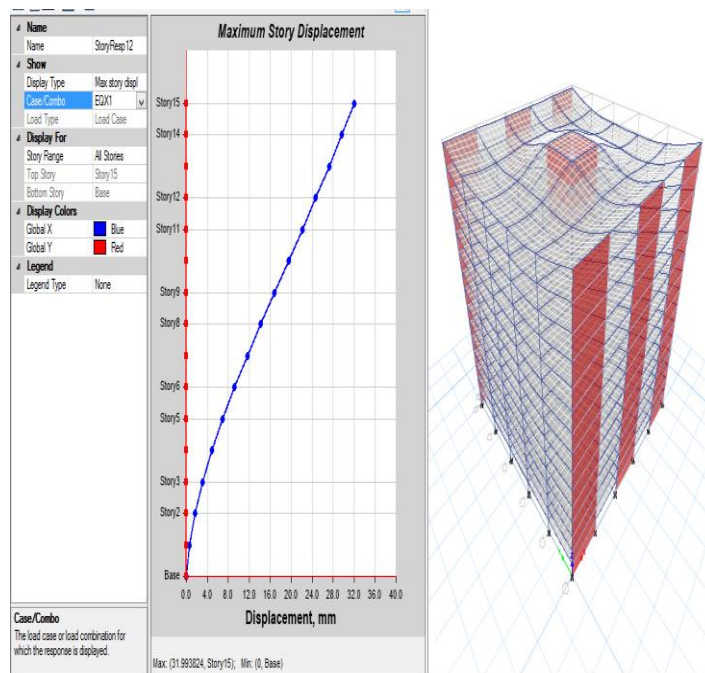 Name
Name StoryResp12
Show
Display Type Max story displ
Case/Combo EQX1
Load Type Load Case
Display For
Story Range All Stories
Top Story Story15
Bottom Story Base
Display Colors
Global X Blue
Global Y Red
Legend
Legend Type None
Case/Combo
The load case or load combination for
which the response is displayed.
Maximum Story Displacement
Story15
Story14
Story12
Story11
Story9
Story8
Story6
Story5
Story3
Story2
Base
0.0 4.0 8.0 12.0 16.0 20.0 24.0 28.0 32.0 36.0 40.0
Displacement, mm
Max: (31.993824, Story15); Min: (0, Base)